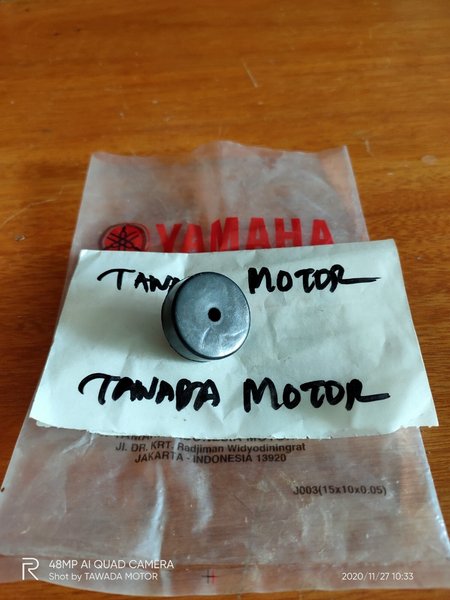 YAMAHA
TANA MOTOR
TANADA MOTOR
JL. DR. KRT. Radjiman Widyodiningrat
JAKARTA - INDONESIA 13920
J003(15x10x0.05)
48MP AI QUAD CAMERA
Shot by TAWADA MOTOR
2020/11/27 10:33